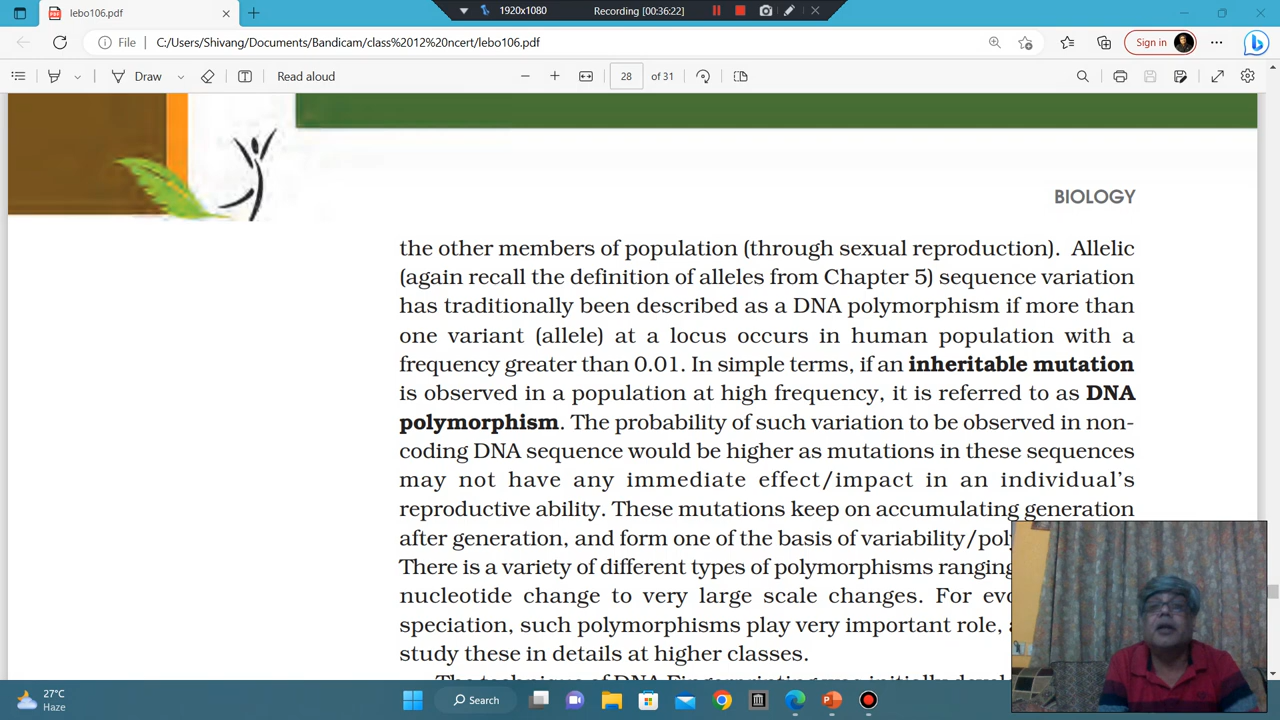 lebo106.pdf
1920x1080
Recording [00:36:22]
File
C:/Users/Shivang/Documents/Bandicam/class%2012%20ncert/lebo106.pdf
Sign in
Draw
Read aloud
28 of 31
BIOLOGY
the other members of population (through sexual reproduction). Allelic
(again recall the definition of alleles from Chapter 5) sequence variation
has traditionally been described as a DNA polymorphism if more than
one variant (allele) at a locus occurs in human population with a
frequency greater than 0.01. In simple terms, if an inheritable mutation
is observed in a population at high frequency, it is referred to as DNA
polymorphism. The probability of such variation to be observed in non-
coding DNA sequence would be higher as mutations in these sequences
may not have any immediate effect/impact in an individual's
reproductive ability. These mutations keep on accumulating generation
after generation, and form one of the basis of variability/pol
There is a variety of different types of polymorphisms ranging
nucleotide change to very large scale changes. For evo
speciation, such polymorphisms play very important role,
study these in details at higher classes.
The technique of DNA Fingerprinting was initially devel
27°C
Haze
Search